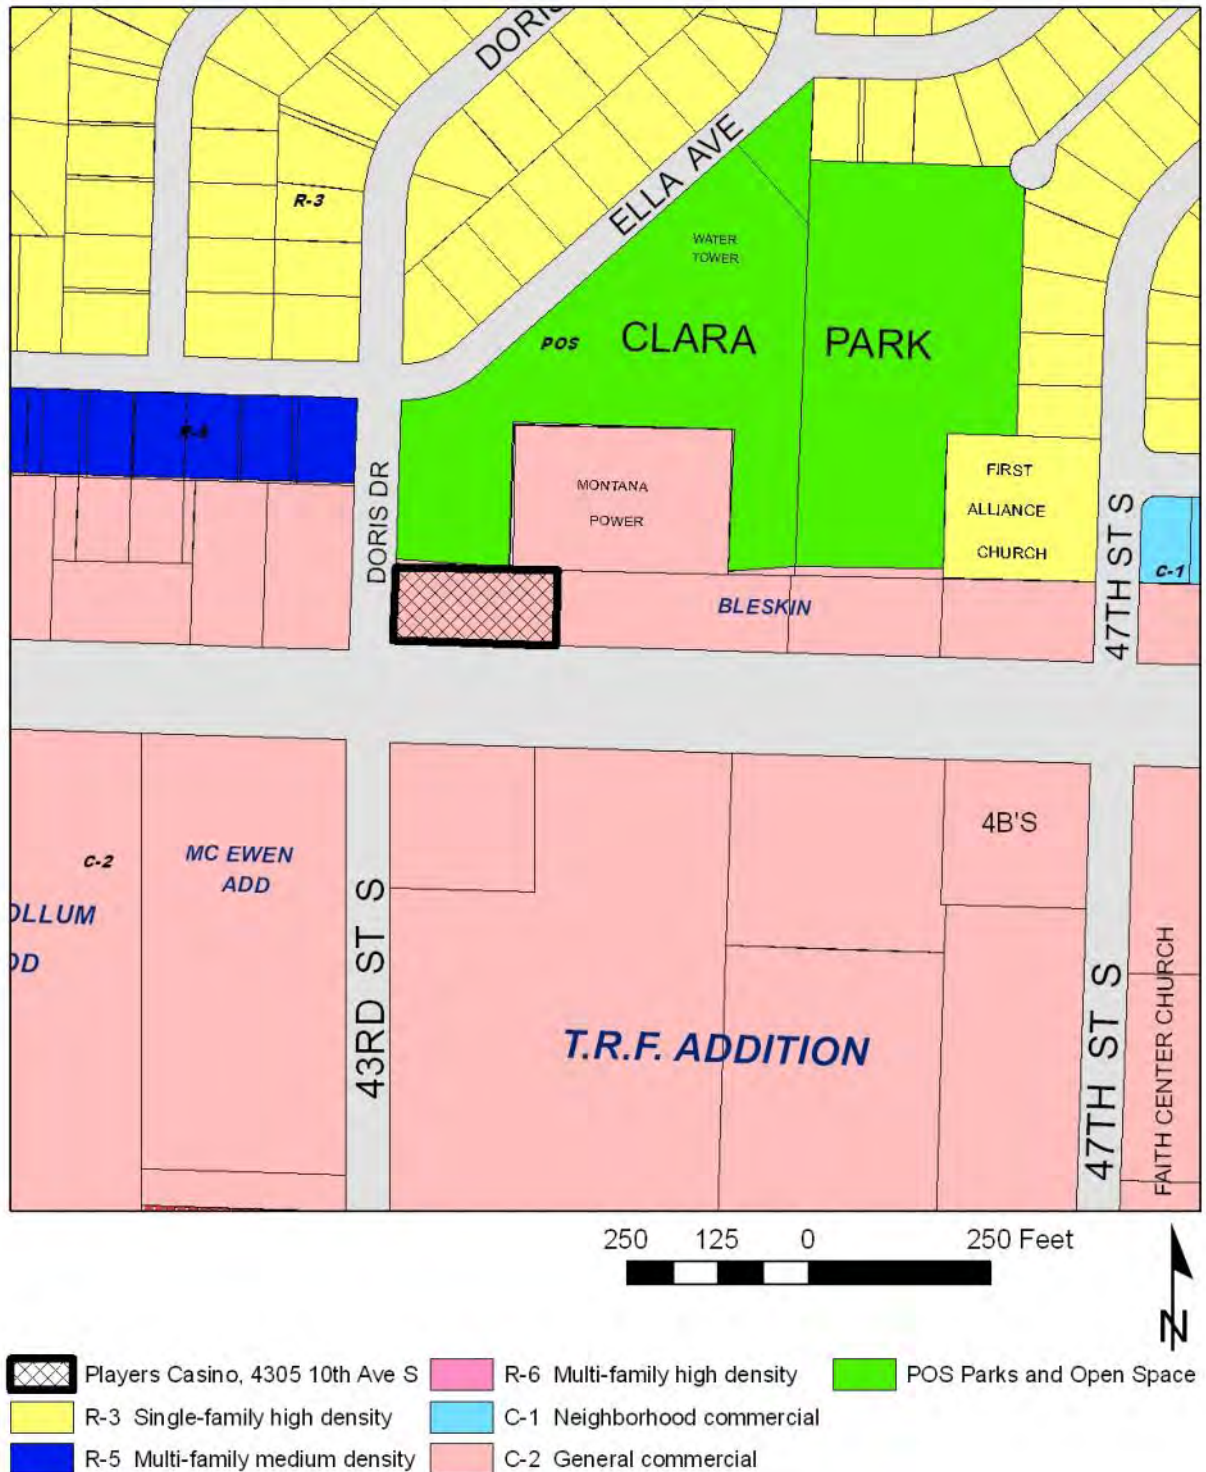 DORIS
ELLA AVE
R-3
WATER
TOWER
POS
CLARA PARK
MONTANA
POWER
FIRST
ALLIANCE
CHURCH
DORIS DR
47TH ST S
C-1
BLESKIN
C-2
MC EWEN
ADD
4B'S
OLLUM
DD
43RD ST S
T.R.F. ADDITION
47TH ST S
FAITH CENTER CHURCH
250 125 0 250 Feet
N
Players Casino, 4305 10th Ave S
R-3 Single-family high density
R-5 Multi-family medium density
R-6 Multi-family high density
C-1 Neighborhood commercial
C-2 General commercial
POS Parks and Open Space